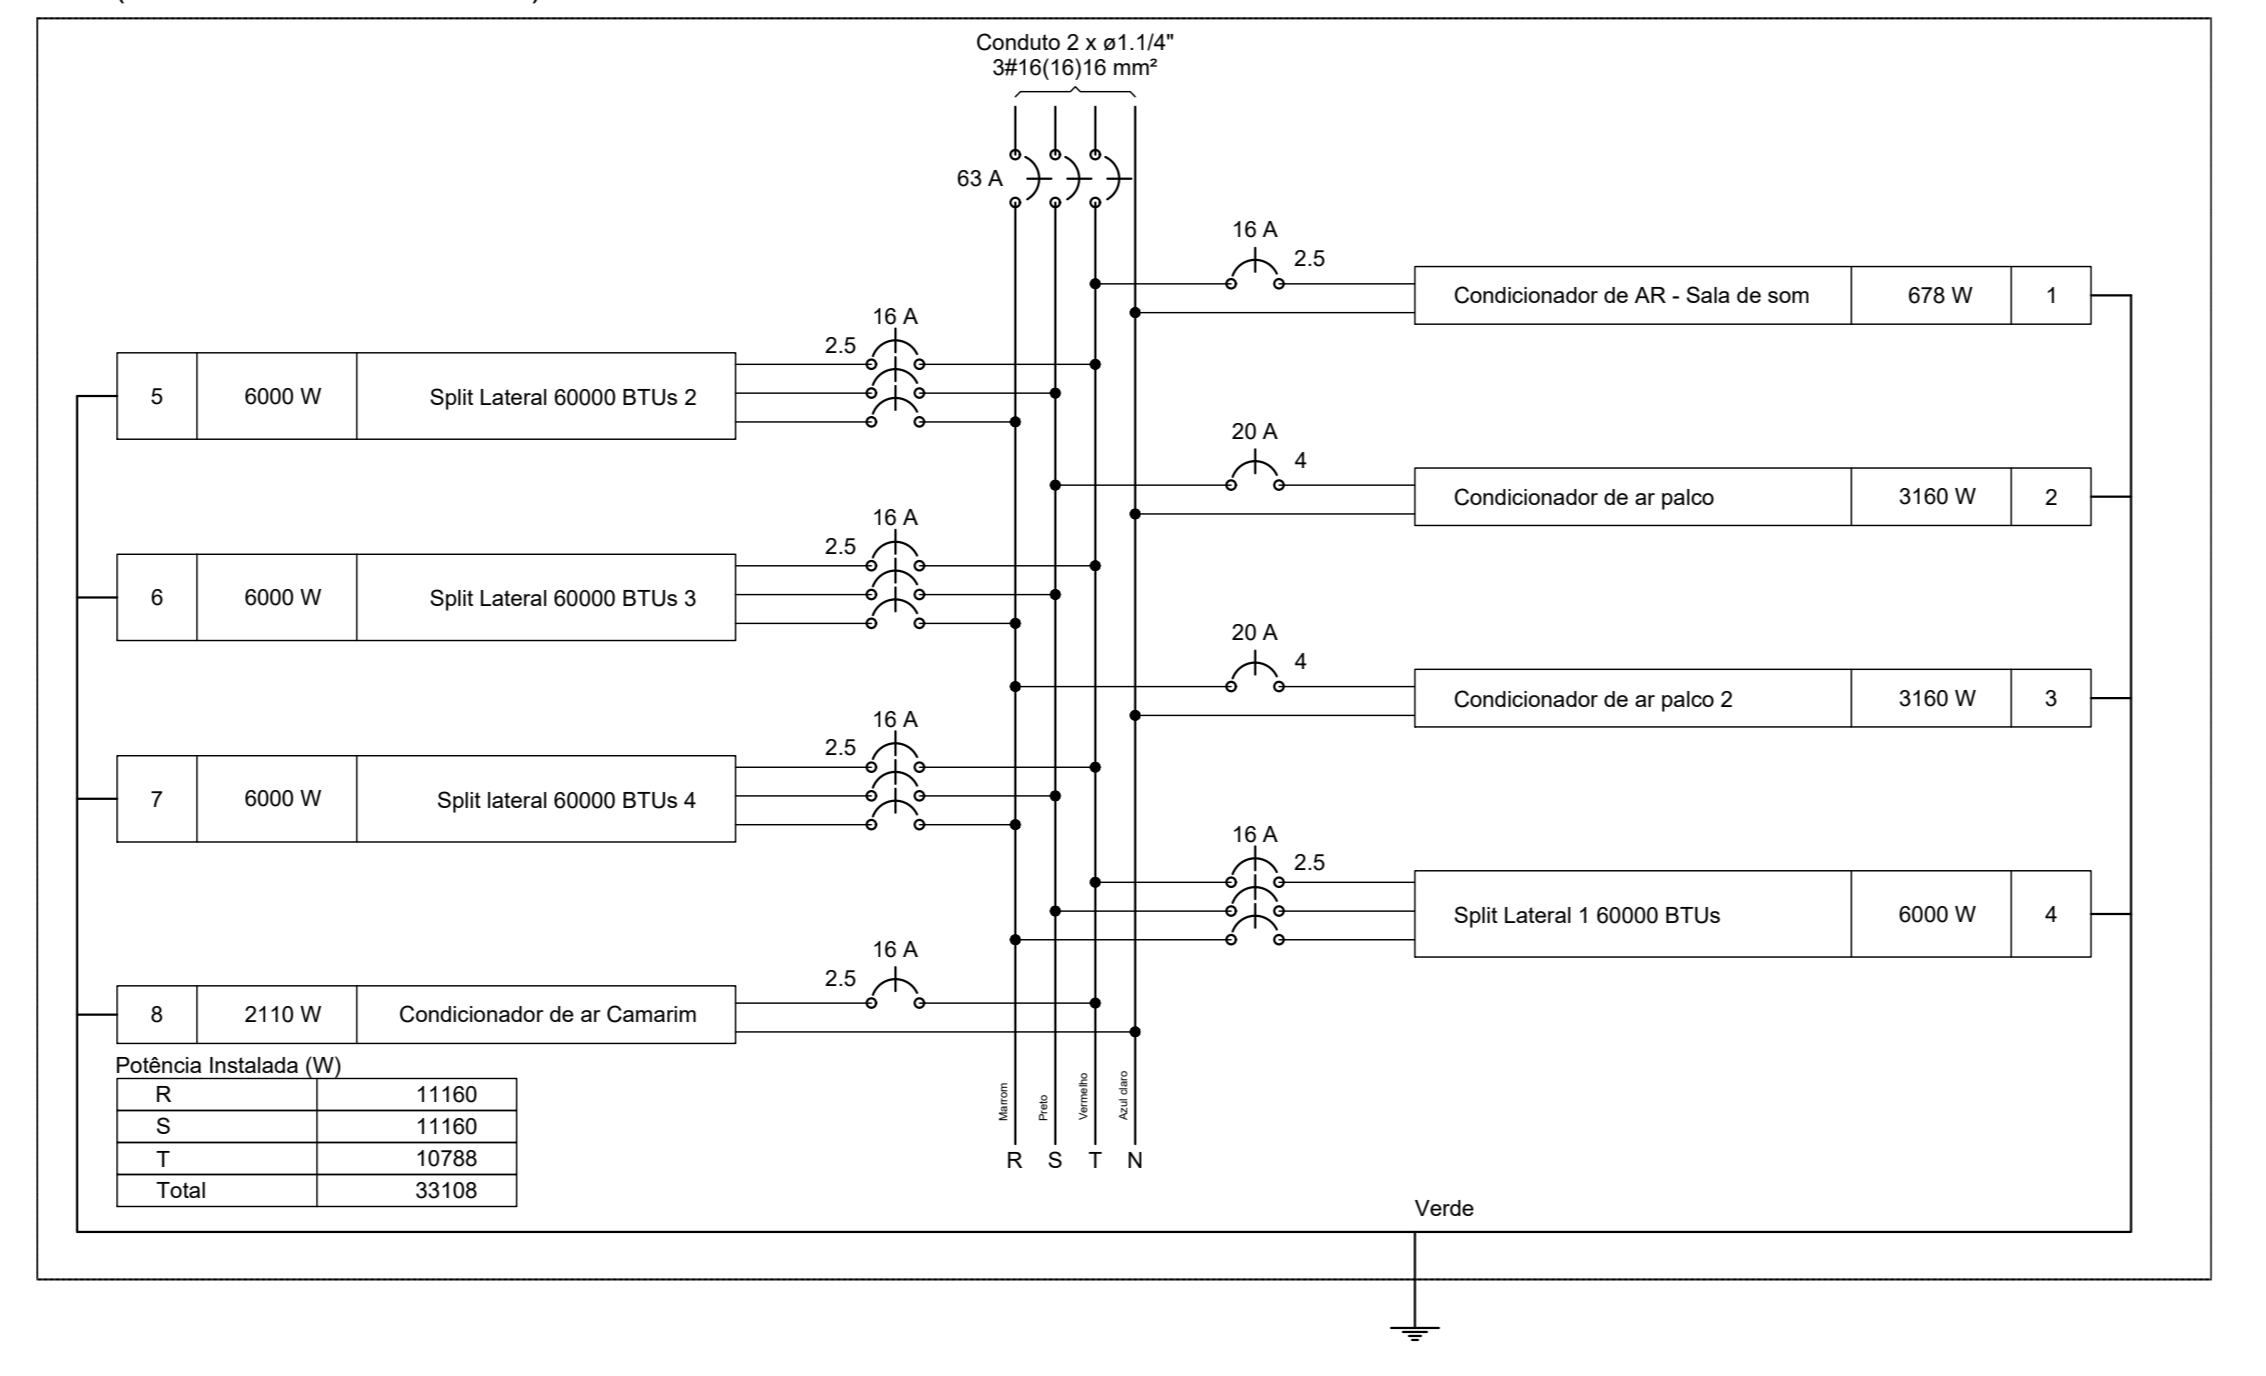 Conduto 2 x ø1.1/4"
3#16(16)16 mm²
63 A
16 A
2.5
Condicionador de AR - Sala de som 678 W 1
16 A
2.5
5 6000 W Split Lateral 60000 BTUs 2
20 A
4
Condicionador de ar palco 3160 W 2
16 A
2.5
6 6000 W Split Lateral 60000 BTUs 3
20 A
4
Condicionador de ar palco 2 3160 W 3
16 A
2.5
7 6000 W Split lateral 60000 BTUs 4
16 A
2.5
Split Lateral 1 60000 BTUs 6000 W 4
16 A
2.5
8 2110 W Condicionador de ar Camarim
Potência Instalada (W)
R 11160
S 11160
T 10788
Total 33108
Marrom
Preto
Vermelho
Azul claro
R S T N
Verde